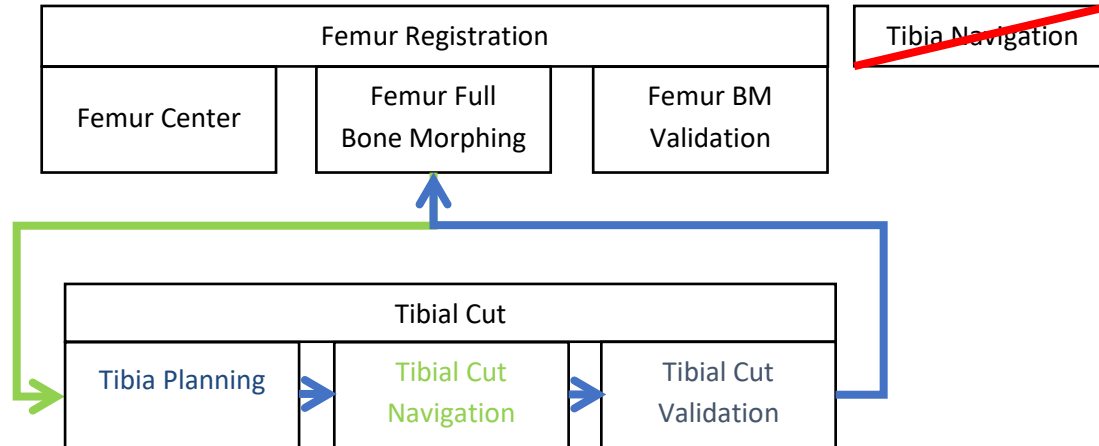 Femur Registration
Tibia Navigation
Femur Center
Femur Full
Bone Morphing
Femur BM
Validation
Tibial Cut
Tibia Planning
Tibial Cut
Navigation
Tibial Cut
Validation